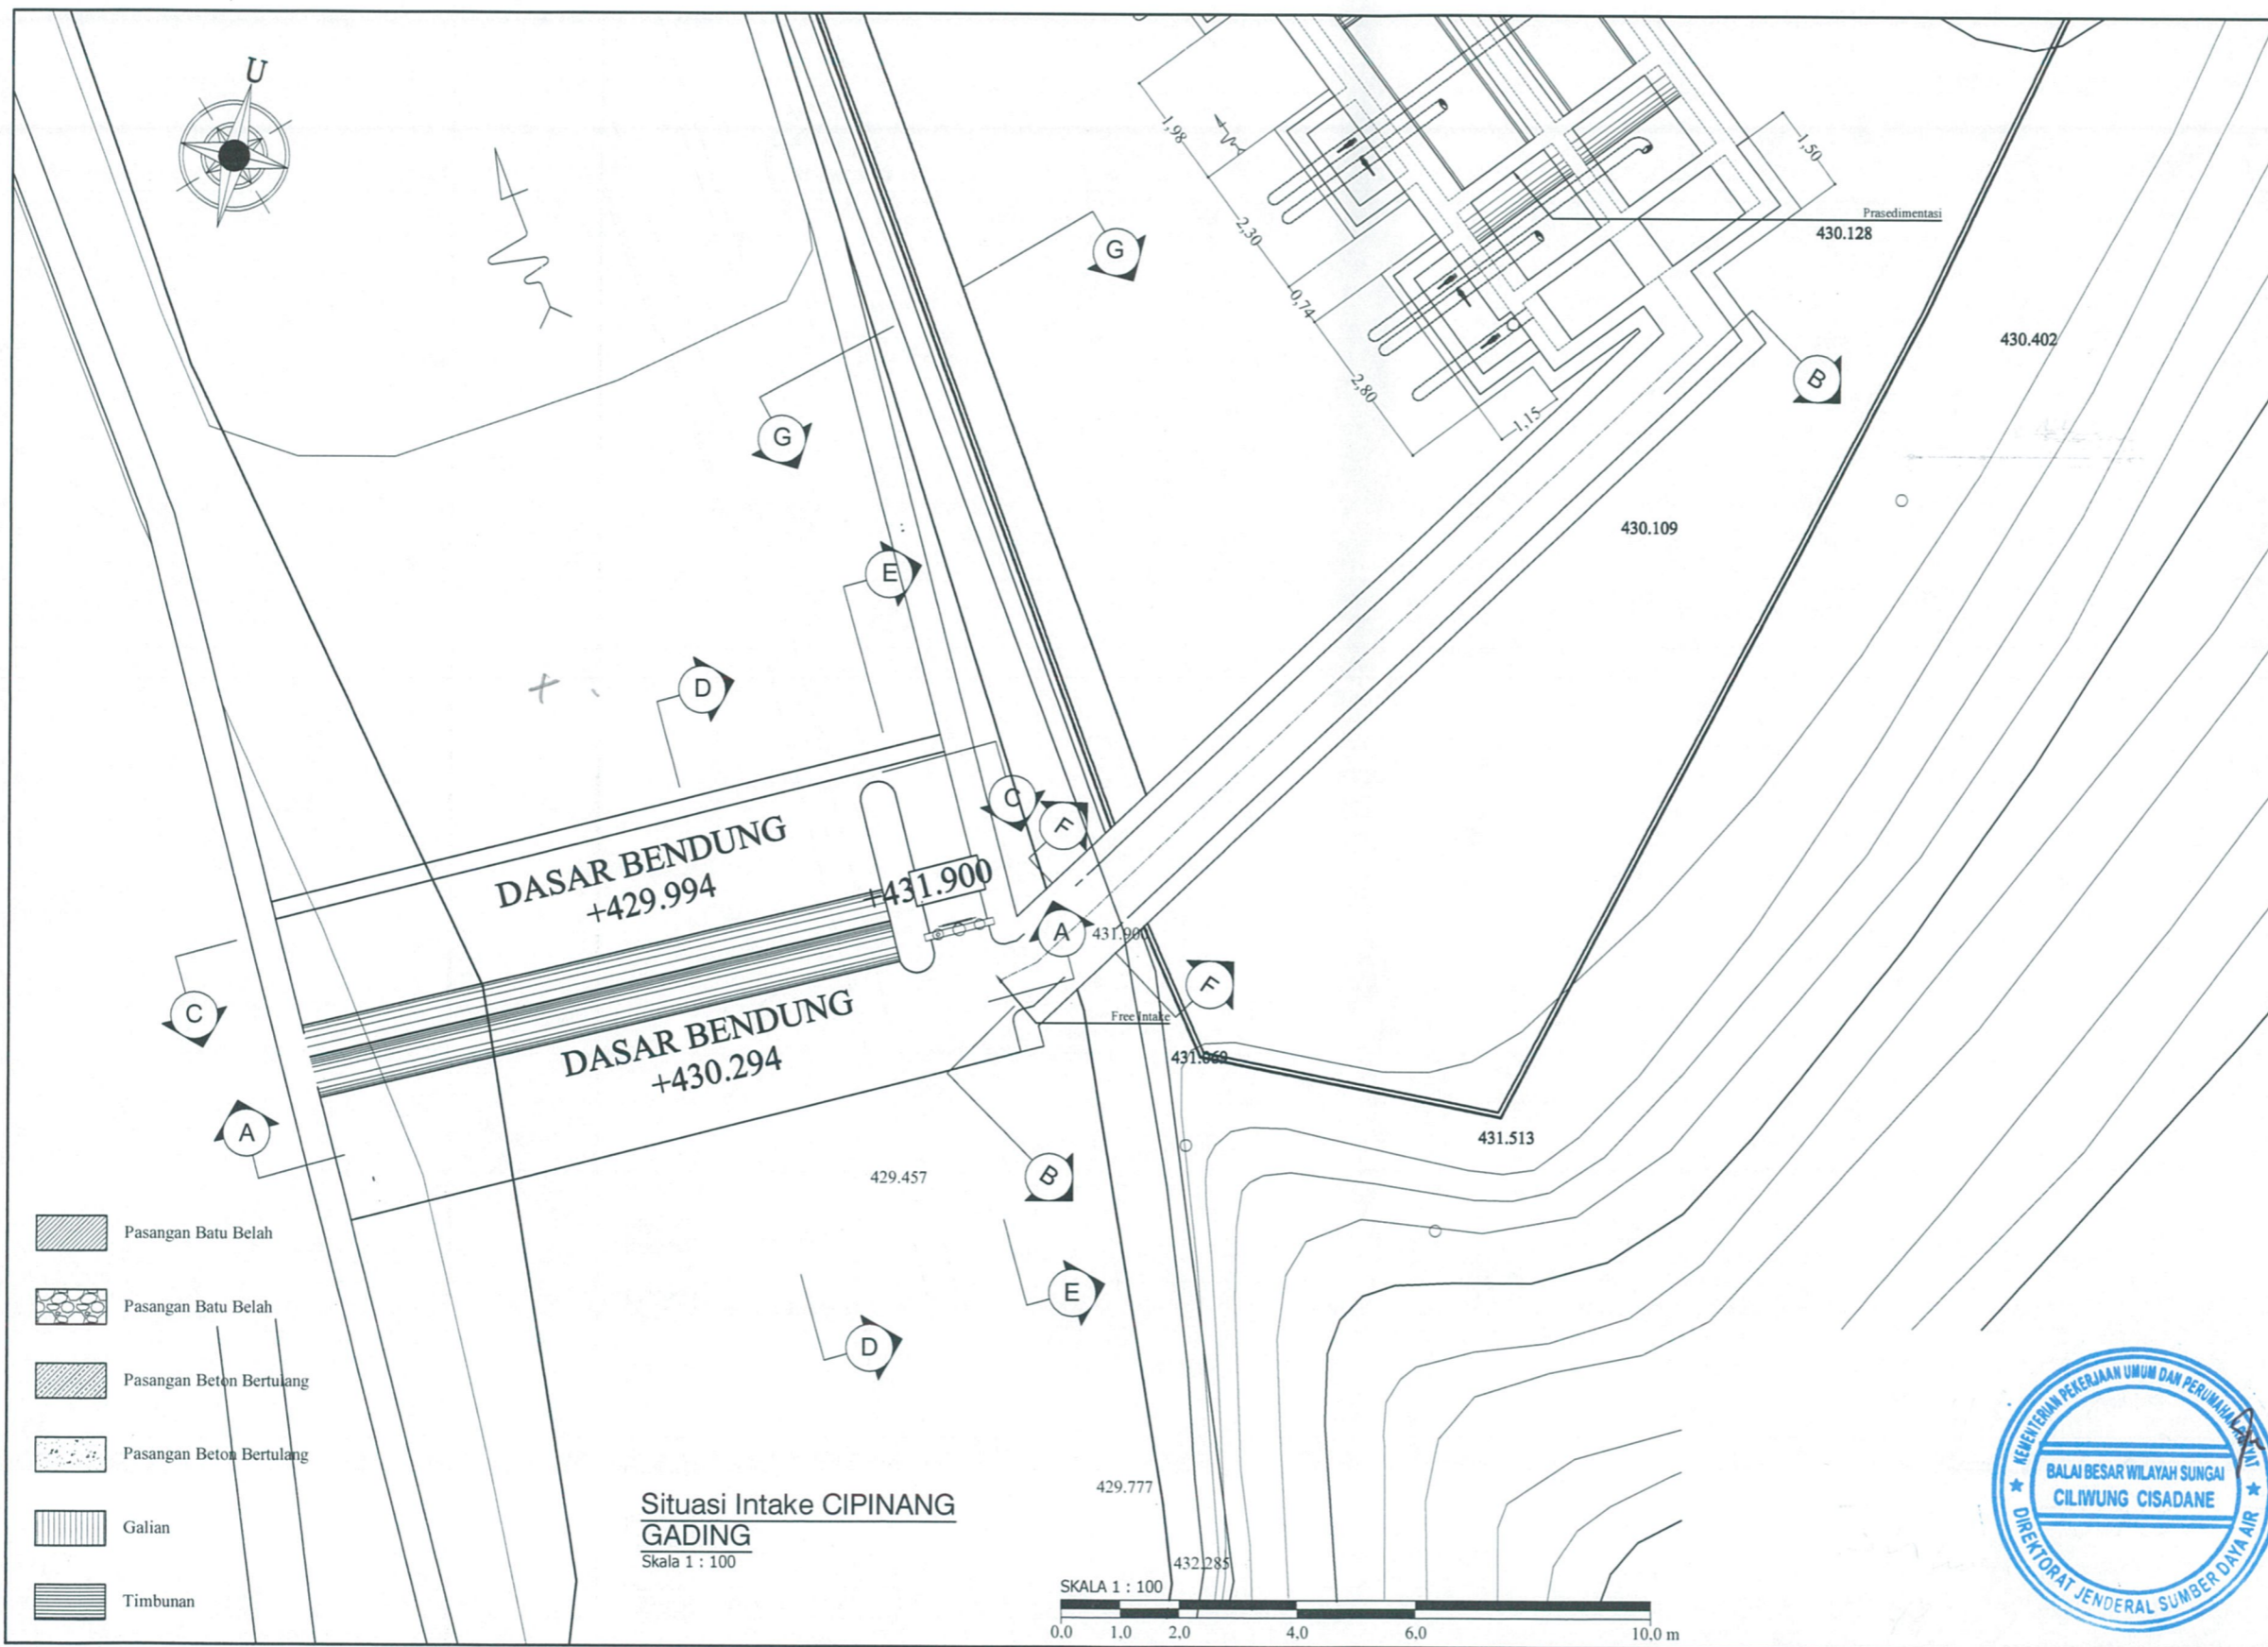 U
1,98
2,30
0,74
2,80
1,15
1,50
Prasedimentasi
430.128
430.402
430.109
G
G
B
E
D
C
F
DASAR BENDUNG
+429.994
+431.900
A
431.900
F
C
Free Intake
DASAR BENDUNG
+430.294
431.069
A
431.513
429.457
B
E
D
Pasangan Batu Belah
Pasangan Batu Belah
Pasangan Beton Bertulang
Pasangan Beton Bertulang
Galian
Timbunan
Situasi Intake CIPINANG
GADING
Skala 1 : 100
429.777
432.285
SKALA 1 : 100
0.0 1,0 2,0 4,0 6,0 10,0 m
KEMENTERIAN PEKERJAAN UMUM DAN PERUMAHAN RAKYAT
BALAI BESAR WILAYAH SUNGAI
CILIWUNG CISADANE
DIREKTORAT JENDERAL SUMBER DAYA AIR